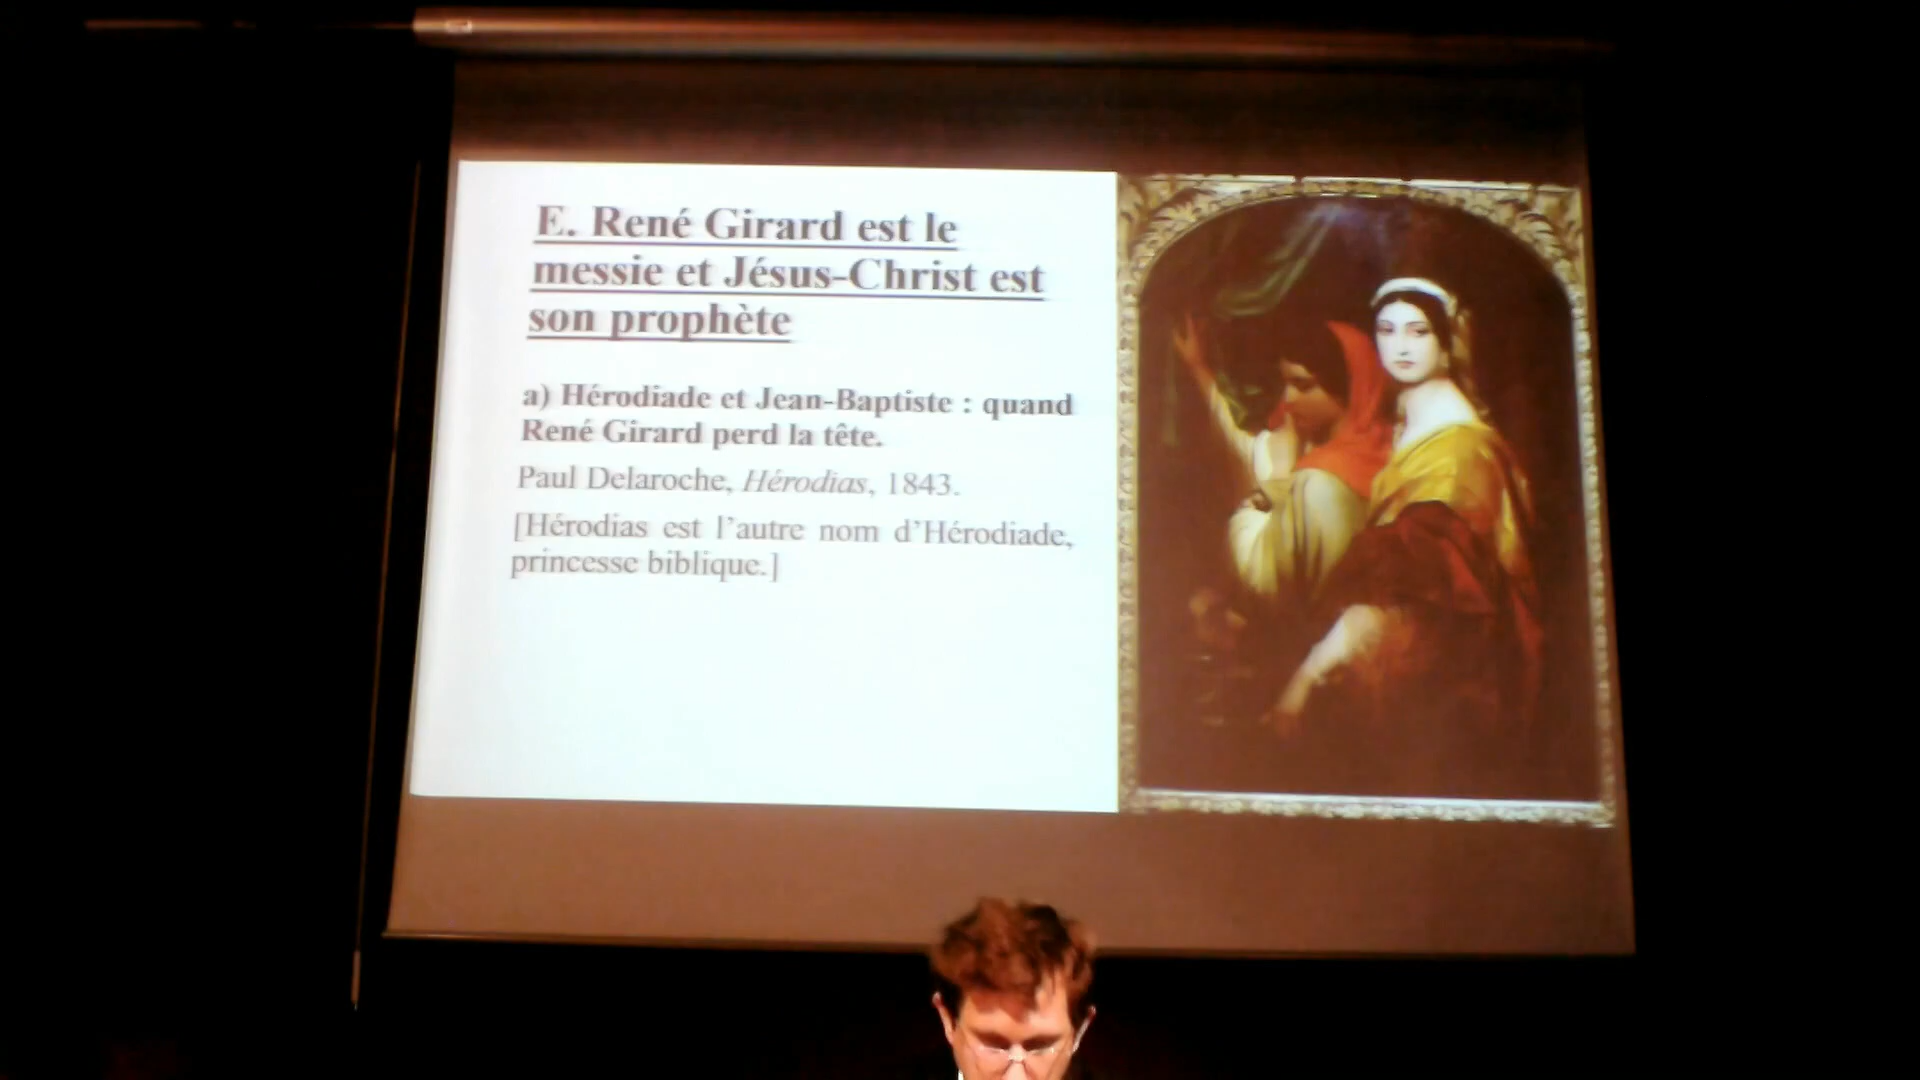 E. René Girard est le
messie et Jésus-Christ est
son prophète
a) Hérodiade et Jean-Baptiste : quand
René Girard perd la tête.
Paul Delaroche, Hérodias, 1843.
[Hérodias est l’autre nom d’Hérodiade,
princesse biblique.]